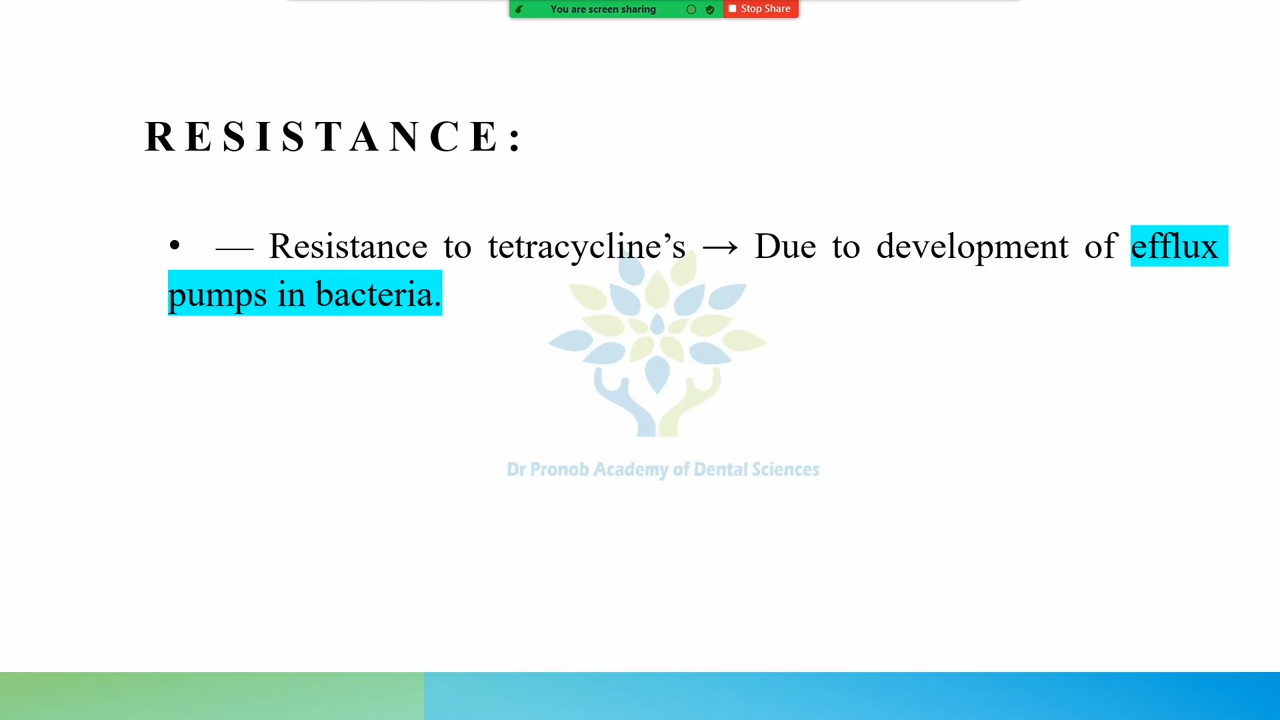 You are screen sharing
Stop Share
RESISTANCE:
• — Resistance to tetracycline’s → Due to development of efflux
pumps in bacteria.
Dr Pronob Academy of Dental Sciences